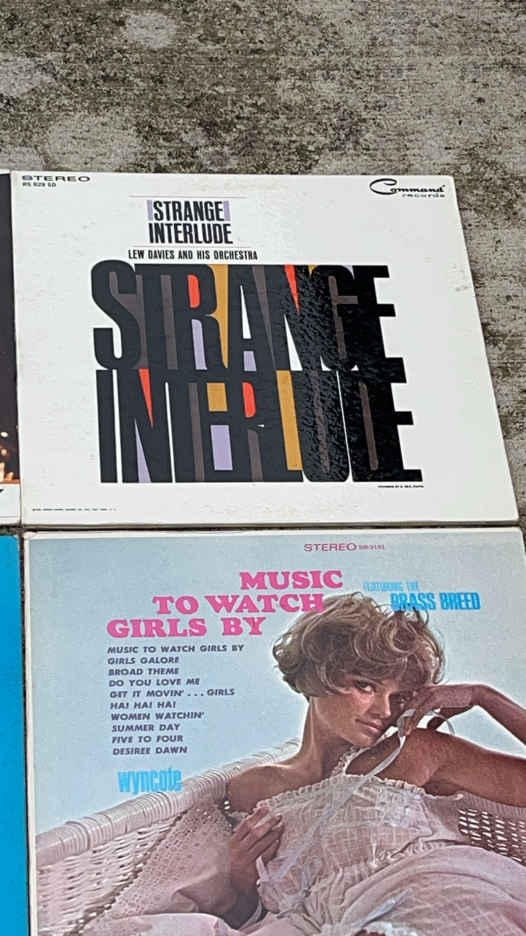 STEREO
RS 929 SD
Command
records
STRANGE
INTERLUDE
LEW DAVIES AND HIS ORCHESTRA
STRANGE
INTERLUDE
STEREO
MUSIC
TO WATCH
GIRLS BY
FEATURING THE
BRASS BREED
MUSIC TO WATCH GIRLS BY
GIRLS GALORE
BROAD THEME
DO YOU LOVE ME
GET IT MOVIN' . . . GIRLS
HA! HA! HA!
WOMEN WATCHIN'
SUMMER DAY
FIVE TO FOUR
DESIREE DAWN
wyncote